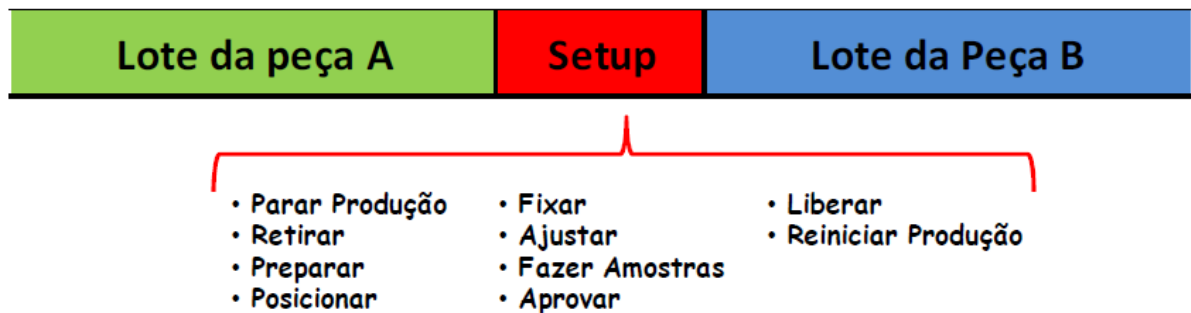 Lote da peça A
Setup
Lote da Peça B
• Parar Produção
• Retirar
• Preparar
• Posicionar
• Fixar
• Ajustar
• Fazer Amostras
• Aprovar
• Liberar
• Reiniciar Produção